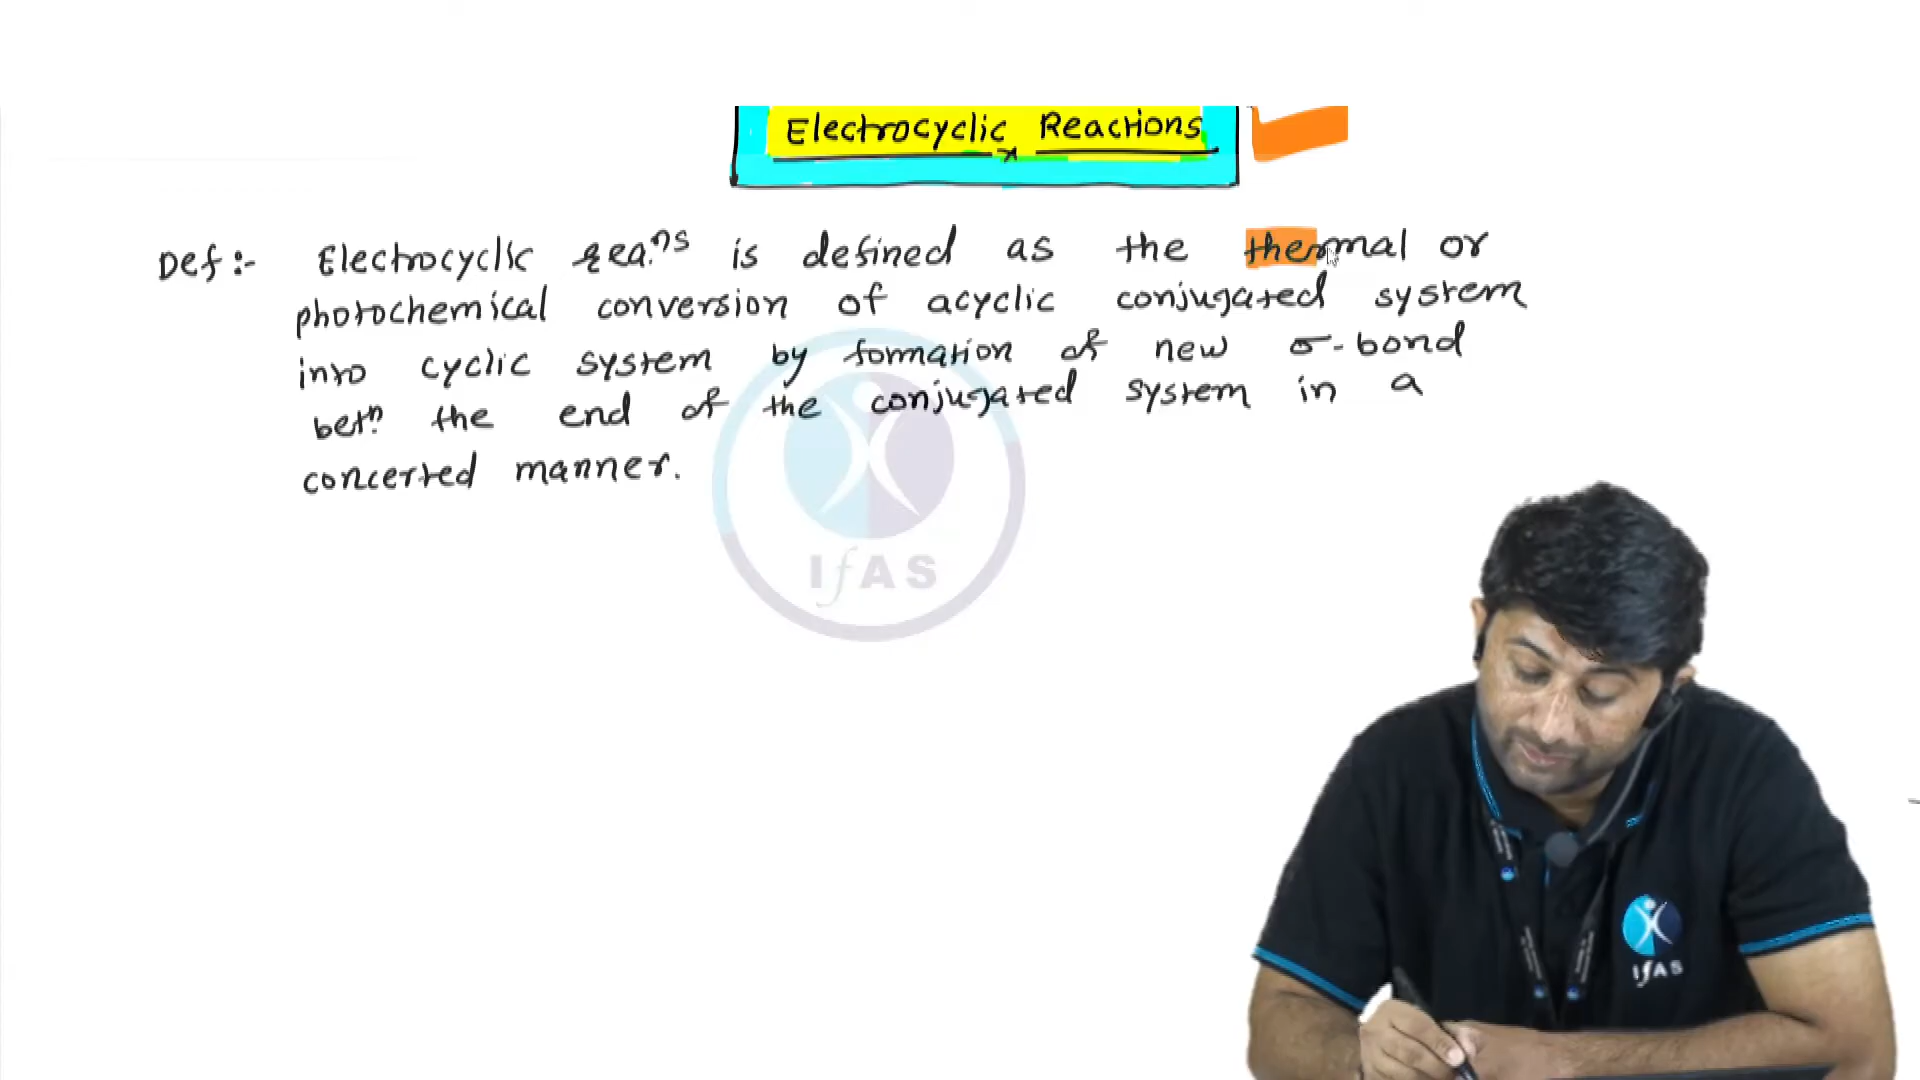 Electrocyclic Reactions
Def:- Electrocyclic reaⁿs is defined as the thermal or
photochemical conversion of acyclic conjugated system
into cyclic system by formation of new σ-bond
betⁿ the end of the conjugated system in a
concerted manner.
IfAS
IfAS